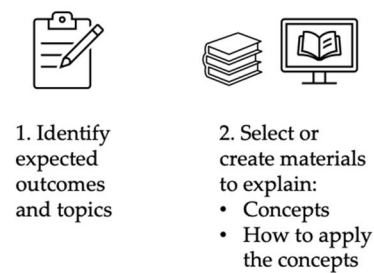 1. Identify
expected
outcomes
and topics
2. Select or
create materials
to explain:
• Concepts
• How to apply
the concepts